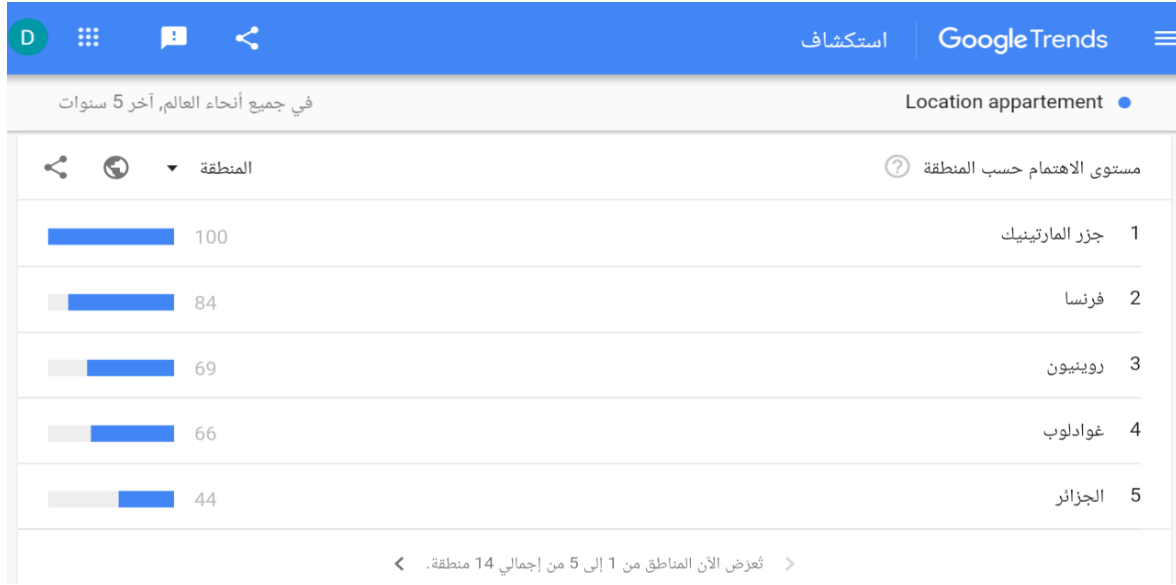 Google Trends استكشاف D
Location appartement في جميع أنحاء العالم, آخر 5 سنوات
مستوى الاهتمام حسب المنطقة ? المنطقة
1 جزر المارتينيك 100
2 فرنسا 84
3 روينيون 69
4 غوادلوب 66
5 الجزائر 44
تُعرَض الآن المناطق من 1 إلى 5 من إجمالي 14 منطقة.